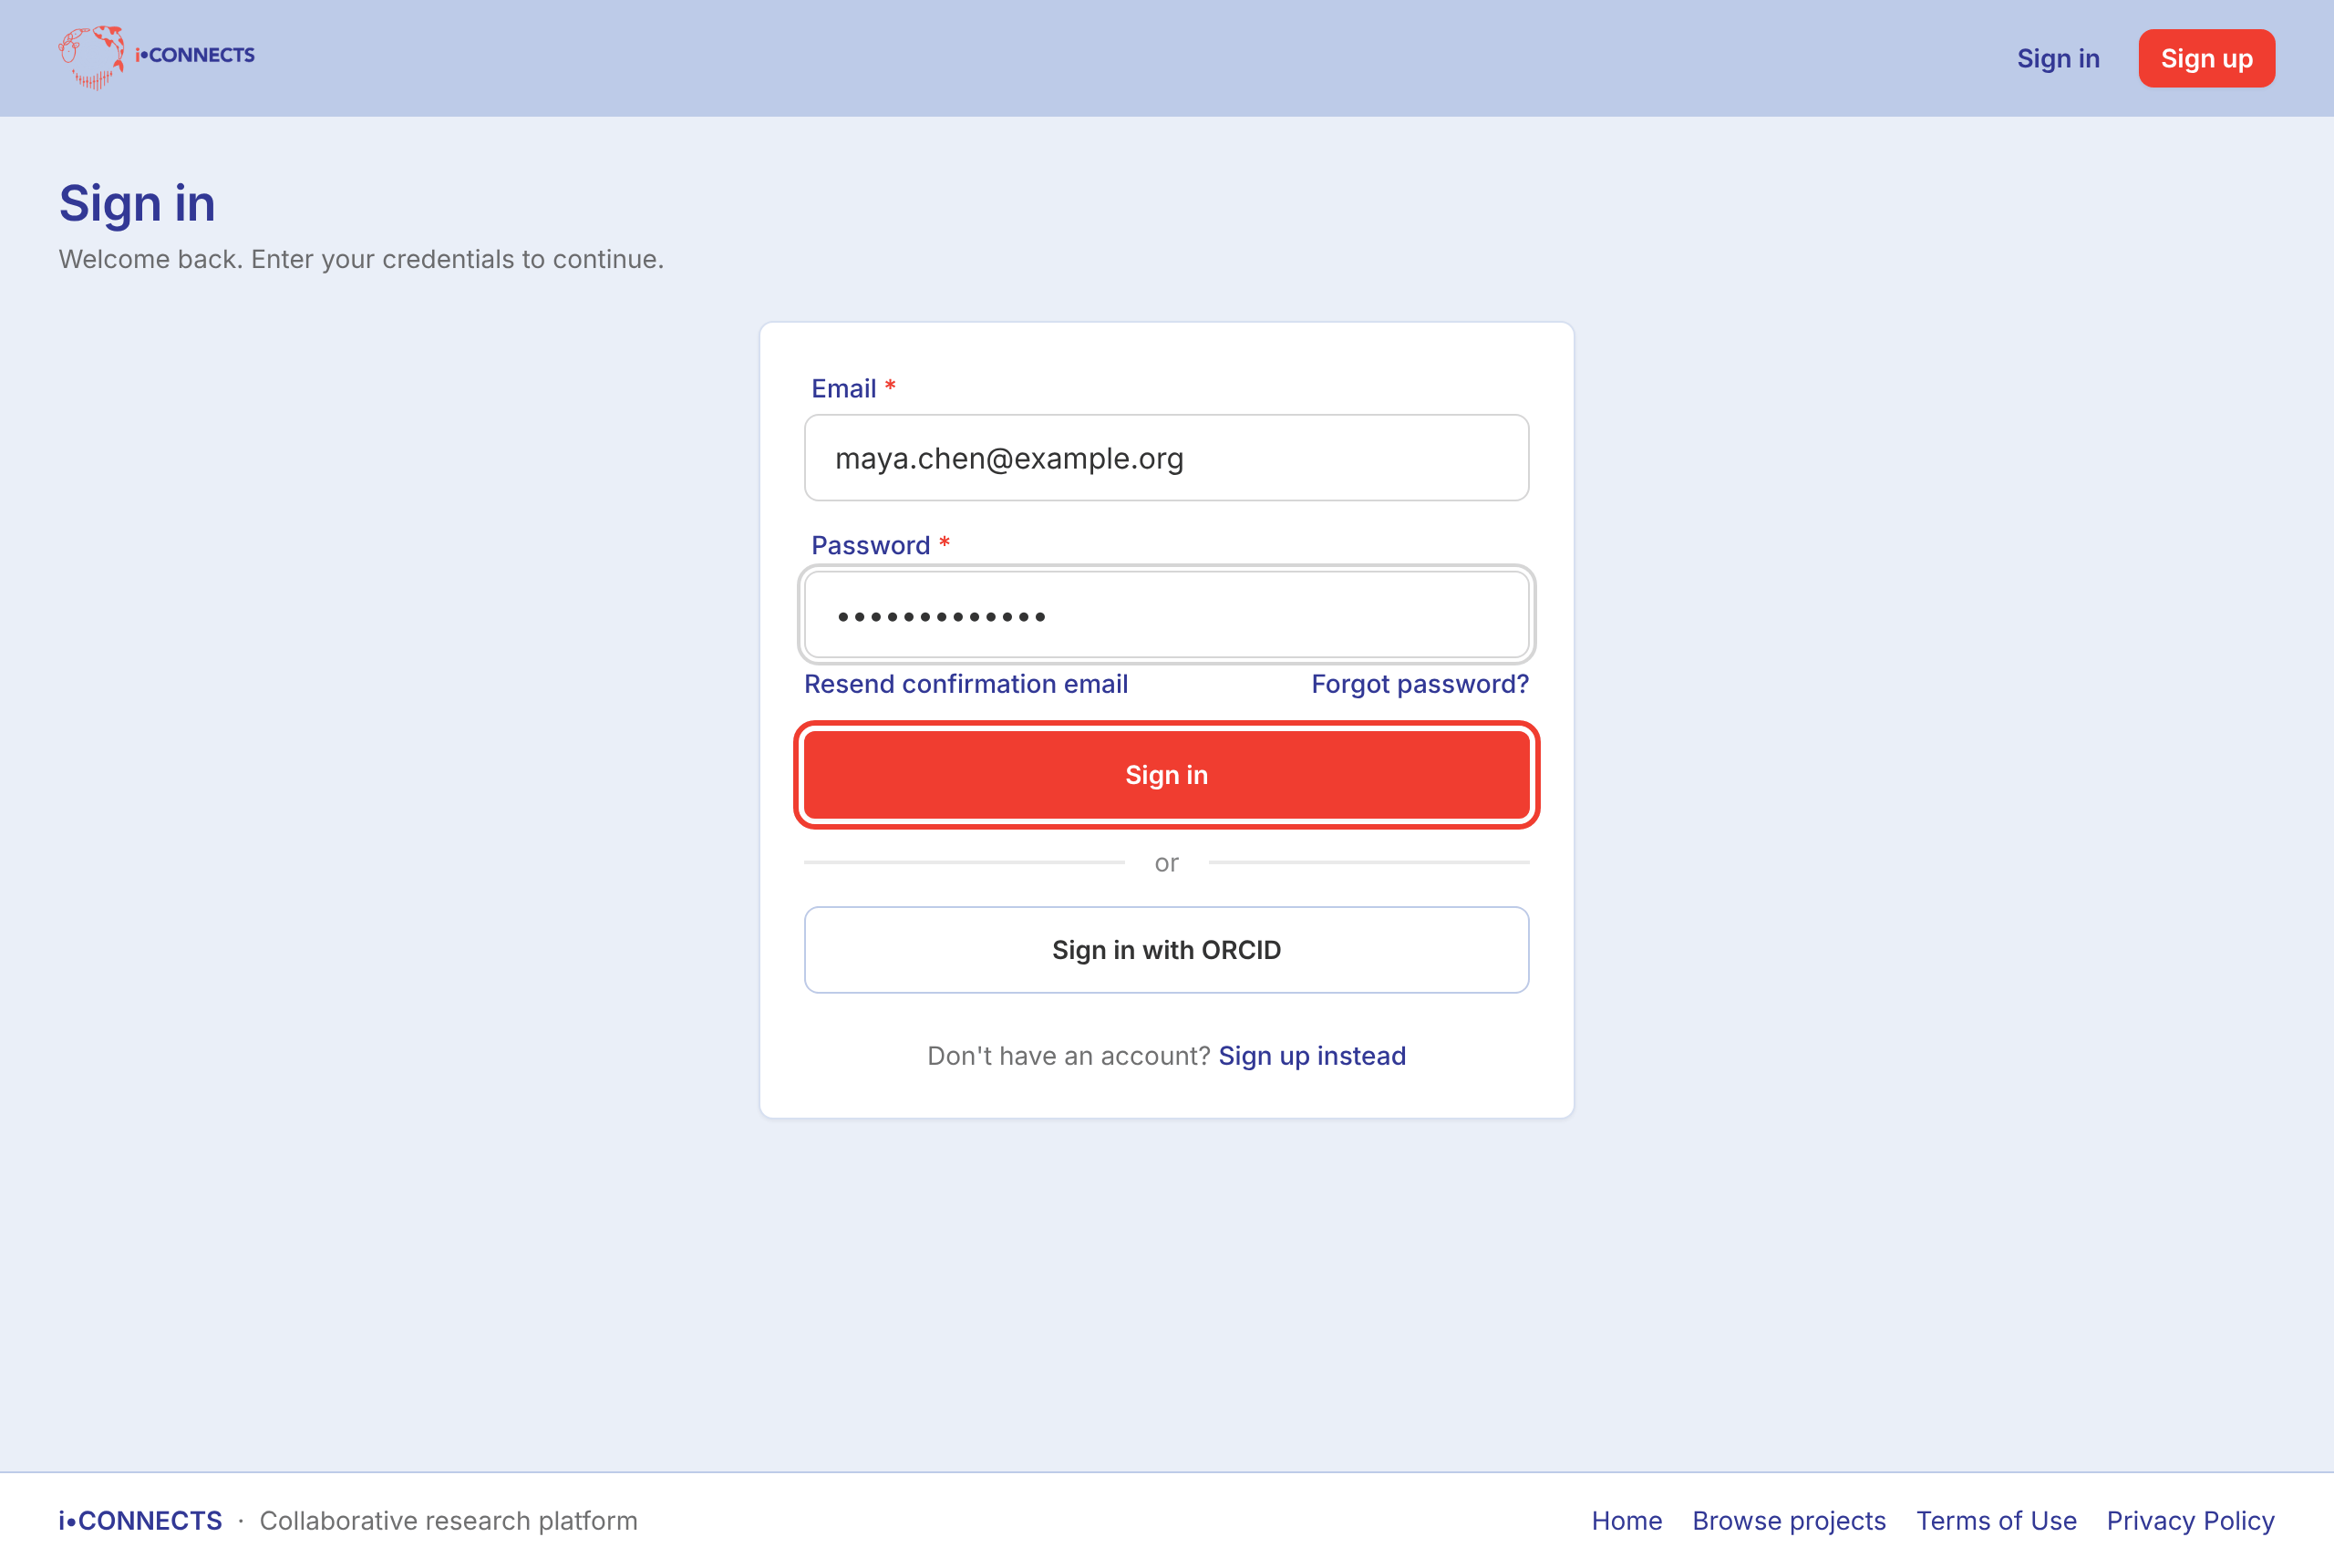 i•CONNECTS
Sign in
Sign up
Sign in
Welcome back. Enter your credentials to continue.
Email *
maya.chen@example.org
Password *
•••••••••••••
Resend confirmation email
Forgot password?
Sign in
or
Sign in with ORCID
Don't have an account? Sign up instead
i•CONNECTS · Collaborative research platform
Home
Browse projects
Terms of Use
Privacy Policy